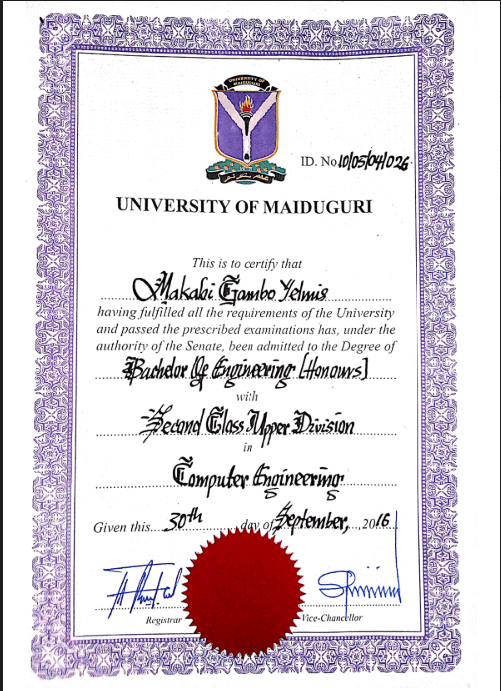 UNIVERSITY OF
MAIDUGURI
ID. No 10/05/04/026
UNIVERSITY OF MAIDUGURI
This is to certify that
Makabi Gambo Yelmis
having fulfilled all the requirements of the University
and passed the prescribed examinations has, under the
authority of the Senate, been admitted to the Degree of
Bachelor Of Engineering (Honours)
with
Second Class Upper Division
in
Computer Engineering
Given this 30th day of September, 2016
Registrar
Vice-Chancellor